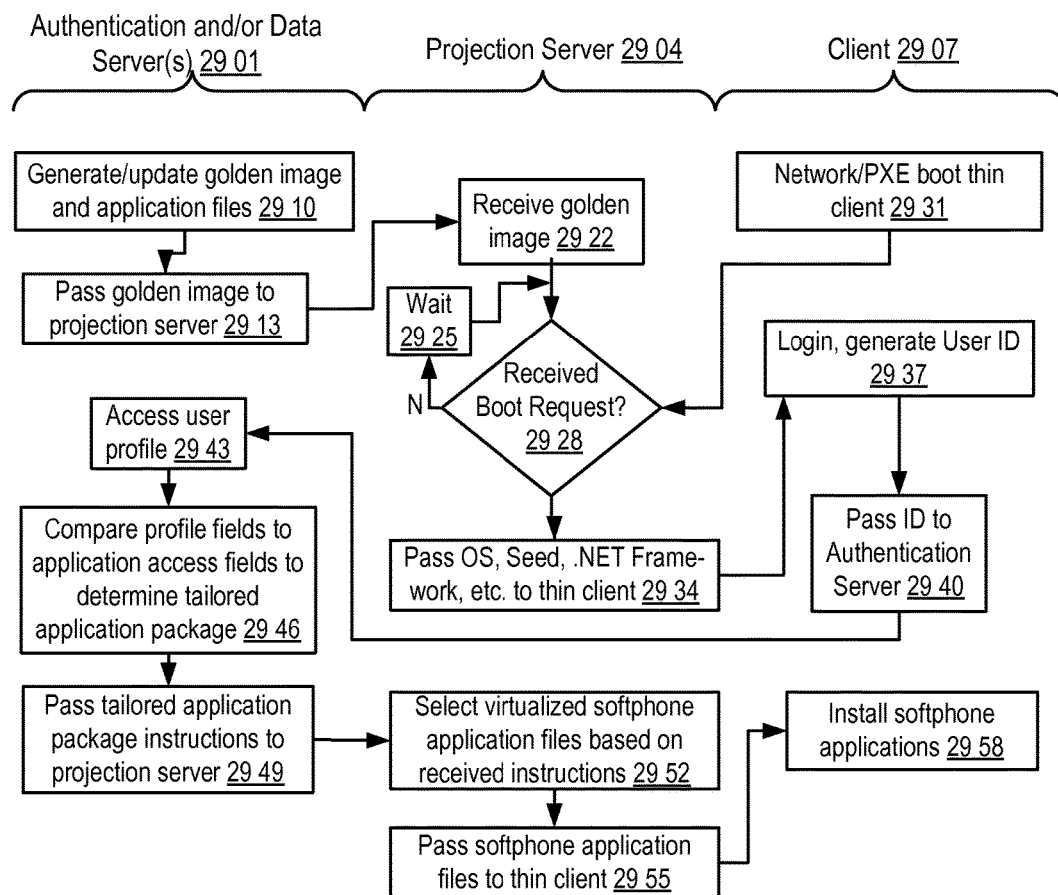 Authentication and/or Data
Server(s) 29 01
Projection Server 29 04
Client 29 07
Generate/update golden image
and application files 29 10
Pass golden image to
projection server 29 13
Receive golden
image 29 22
Wait
29 25
Received
Boot Request?
29 28
N
Network/PXE boot thin
client 29 31
Pass OS, Seed, .NET Frame-
work, etc. to thin client 29 34
Login, generate User ID
29 37
Pass ID to
Authentication
Server 29 40
Access user
profile 29 43
Compare profile fields to
application access fields to
determine tailored
application package 29 46
Pass tailored application
package instructions to
projection server 29 49
Select virtualized softphone
application files based on
received instructions 29 52
Pass softphone application
files to thin client 29 55
Install softphone
applications 29 58